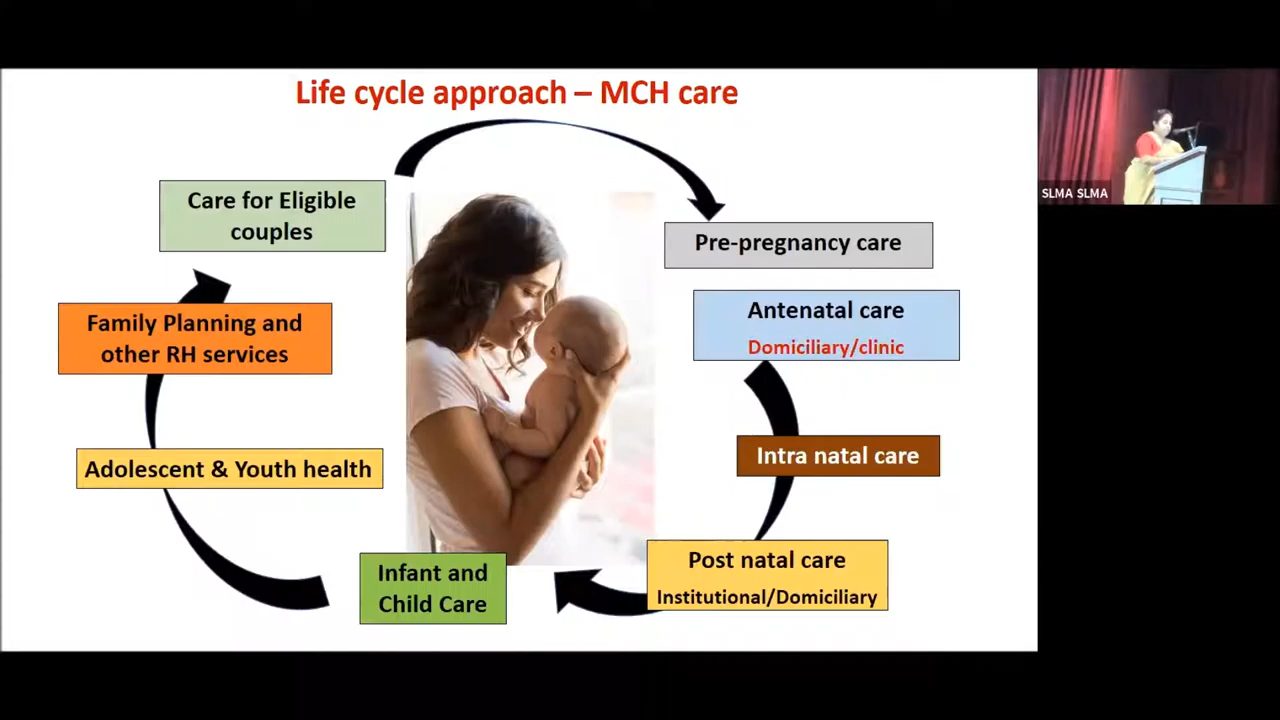 Life cycle approach – MCH care
Care for Eligible
couples
Pre-pregnancy care
Antenatal care
Domiciliary/clinic
Family Planning and
other RH services
Intra natal care
Adolescent & Youth health
Post natal care
Institutional/Domiciliary
Infant and
Child Care
SLMA SLMA